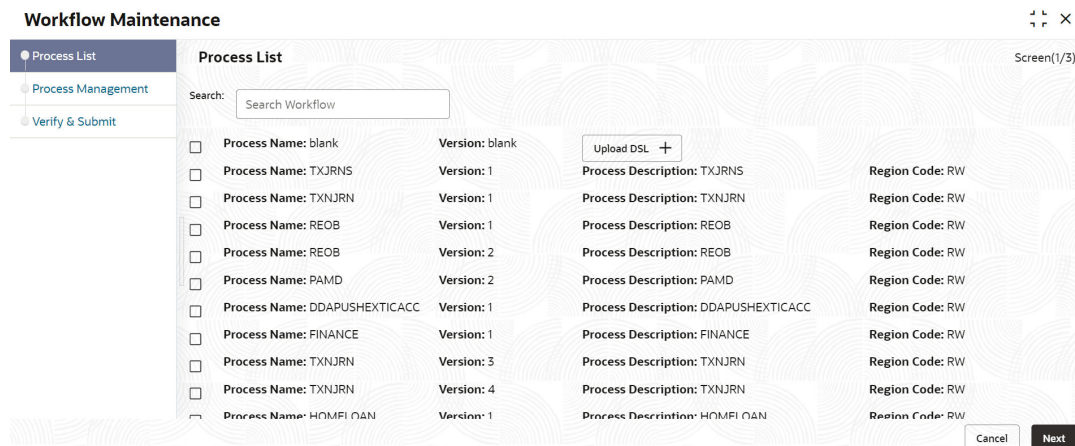 Workflow Maintenance
Process List
Process Management
Verify & Submit
Process List
Screen(1/3)
Search:
Search Workflow
Process Name: blank Version: blank Upload DSL +
Process Name: TXJRNS Version: 1 Process Description: TXJRNS Region Code: RW
Process Name: TXNJRN Version: 1 Process Description: TXNJRN Region Code: RW
Process Name: REOB Version: 1 Process Description: REOB Region Code: RW
Process Name: REOB Version: 2 Process Description: REOB Region Code: RW
Process Name: PAMD Version: 2 Process Description: PAMD Region Code: RW
Process Name: DDAPUSHEXTICACC Version: 1 Process Description: DDAPUSHEXTICACC Region Code: RW
Process Name: FINANCE Version: 1 Process Description: FINANCE Region Code: RW
Process Name: TXNJRN Version: 3 Process Description: TXNJRN Region Code: RW
Process Name: TXNJRN Version: 4 Process Description: TXNJRN Region Code: RW
Process Name: HOMELOAN Version: 1 Process Description: HOMELOAN Region Code: RW
Cancel Next